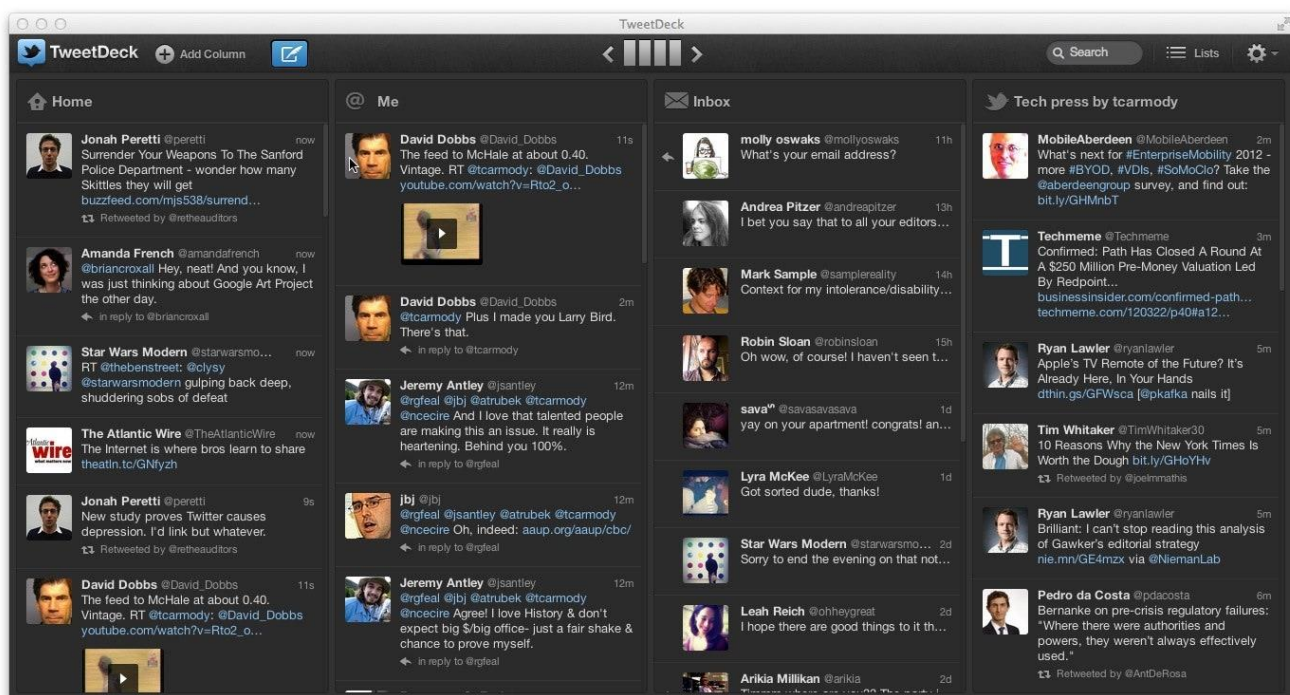 TweetDeck
TweetDeck
Add Column
Search
Lists
Home
Jonah Peretti @peretti now
Surrender Your Weapons To The Sanford
Police Department - wonder how many
Skittles they will get
buzzfeed.com/mjs538/surrend…
Retweeted by @retheauditors
Amanda French @amandafrench now
@briancroxall Hey, neat! And you know, I
was just thinking about Google Art Project
the other day.
in reply to @briancroxall
Star Wars Modern @starwarsmo… now
RT @thebenstreet: @clysy
@starwarsmodern gulping back deep,
shuddering sobs of defeat
Atlantic
wire
what matters now
The Atlantic Wire @TheAtlanticWire now
The Internet is where bros learn to share
theatln.tc/GNfyzh
Jonah Peretti @peretti 9s
New study proves Twitter causes
depression. I'd link but whatever.
Retweeted by @retheauditors
David Dobbs @David_Dobbs 11s
The feed to McHale at about 0.40.
Vintage. RT @tcarmody: @David_Dobbs
youtube.com/watch?v=Rto2_o…
@ Me
David Dobbs @David_Dobbs 11s
The feed to McHale at about 0.40.
Vintage. RT @tcarmody: @David_Dobbs
youtube.com/watch?v=Rto2_o…
David Dobbs @David_Dobbs 2m
@tcarmody Plus I made you Larry Bird.
There's that.
in reply to @tcarmody
Jeremy Antley @jsantley 12m
@rgfeal @jbj @atrubek @tcarmody
@ncecire And I love that talented people
are making this an issue. It really is
heartening. Behind you 100%.
in reply to @rgfeal
jbj @jbj 12m
@rgfeal @jsantley @atrubek @tcarmody
@ncecire Oh, indeed: aaup.org/aaup/cbc/
in reply to @rgfeal
Jeremy Antley @jsantley 12m
@rgfeal @jbj @atrubek @tcarmody
@ncecire Agree! I love History & don't
expect big $/big office- just a fair shake &
chance to prove myself.
in reply to @rgfeal
Inbox
molly oswaks @mollyoswaks 11h
What's your email address?
Andrea Pitzer @andreapitzer 13h
I bet you say that to all your editors…
Mark Sample @samplereality 14h
Context for my intolerance/disability…
Robin Sloan @robinsloan 15h
Oh wow, of course! I haven't seen t…
sava @savasavasava 1d
yay on your apartment! congrats! an…
Lyra McKee @LyraMcKee 1d
Got sorted dude, thanks!
Star Wars Modern @starwarsmo… 2d
Sorry to end the evening on that not…
Leah Reich @ohheygreat 2d
I hope there are good things to it th…
Arikia Millikan @arikia 2d
Tech press by tcarmody
MobileAberdeen @MobileAberdeen 2m
What's next for #EnterpriseMobility 2012 -
more #BYOD, #VDIs, #SoMoClo? Take the
@aberdeengroup survey, and find out:
bit.ly/GHMnbT
T
Techmeme @Techmeme 3m
Confirmed: Path Has Closed A Round At
A $250 Million Pre-Money Valuation Led
By Redpoint…
businessinsider.com/confirmed-path…
techmeme.com/120322/p40#a12…
Ryan Lawler @ryanlawler 5m
Apple's TV Remote of the Future? It's
Already Here, In Your Hands
dthin.gs/GFWsca [@pkafka nails it]
Tim Whitaker @TimWhitaker30 5m
10 Reasons Why the New York Times Is
Worth the Dough bit.ly/GHoYHv
Retweeted by @joelmmathis
Ryan Lawler @ryanlawler 5m
Brilliant: I can't stop reading this analysis
of Gawker's editorial strategy
nie.mn/GE4mzx via @NiemanLab
Pedro da Costa @pdacosta 6m
Bernanke on pre-crisis regulatory failures:
"Where there were authorities and
powers, they weren't always effectively
used."
Retweeted by @AntDeRosa